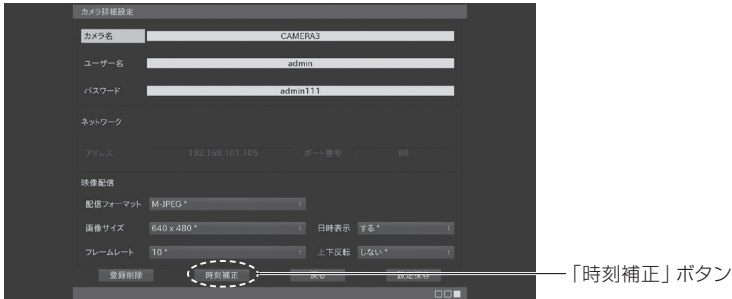 カメラ詳細設定
カメラ名 CAMERA3
ユーザー名 admin
パスワード admin111
ネットワーク
アドレス 192.168.101.105 ポート番号 80
映像配信
配信フォーマット M-JPEG *
画像サイズ 640 x 480 * 日時表示 する *
フレームレート 10 * 上下反転 しない *
登録削除 時刻補正 戻る 設定保存
「時刻補正」ボタン